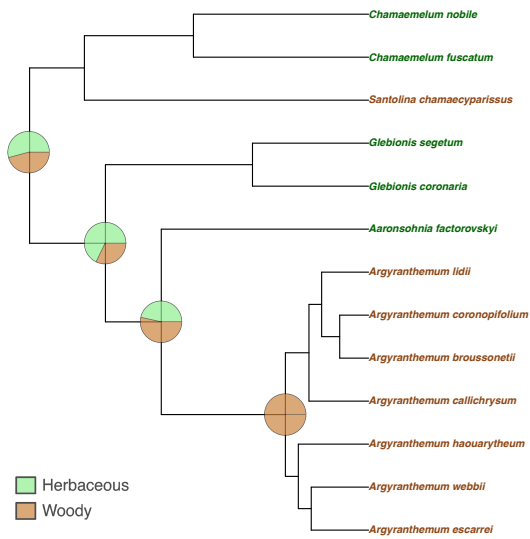 Chamaemelum nobile
Chamaemelum fuscatum
Santolina chamaecyparissus
Glebionis segetum
Glebionis coronaria
Aaronsohnia factorovskyi
Argyranthemum lidii
Argyranthemum coronopifolium
Argyranthemum broussonetii
Argyranthemum callichrysum
Argyranthemum haouarytheum
Argyranthemum webbii
Argyranthemum escarrei
Herbaceous
Woody